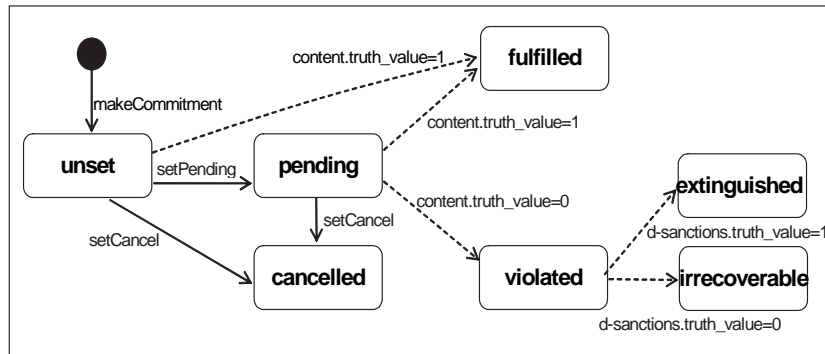 content.truth_value=1
fulfilled
makeCommitment
content.truth_value=1
unset
setPending
pending
extinguished
content.truth_value=0
d-sanctions.truth_value=1
setCancel
setCancel
cancelled
violated
irrecoverable
d-sanctions.truth_value=0